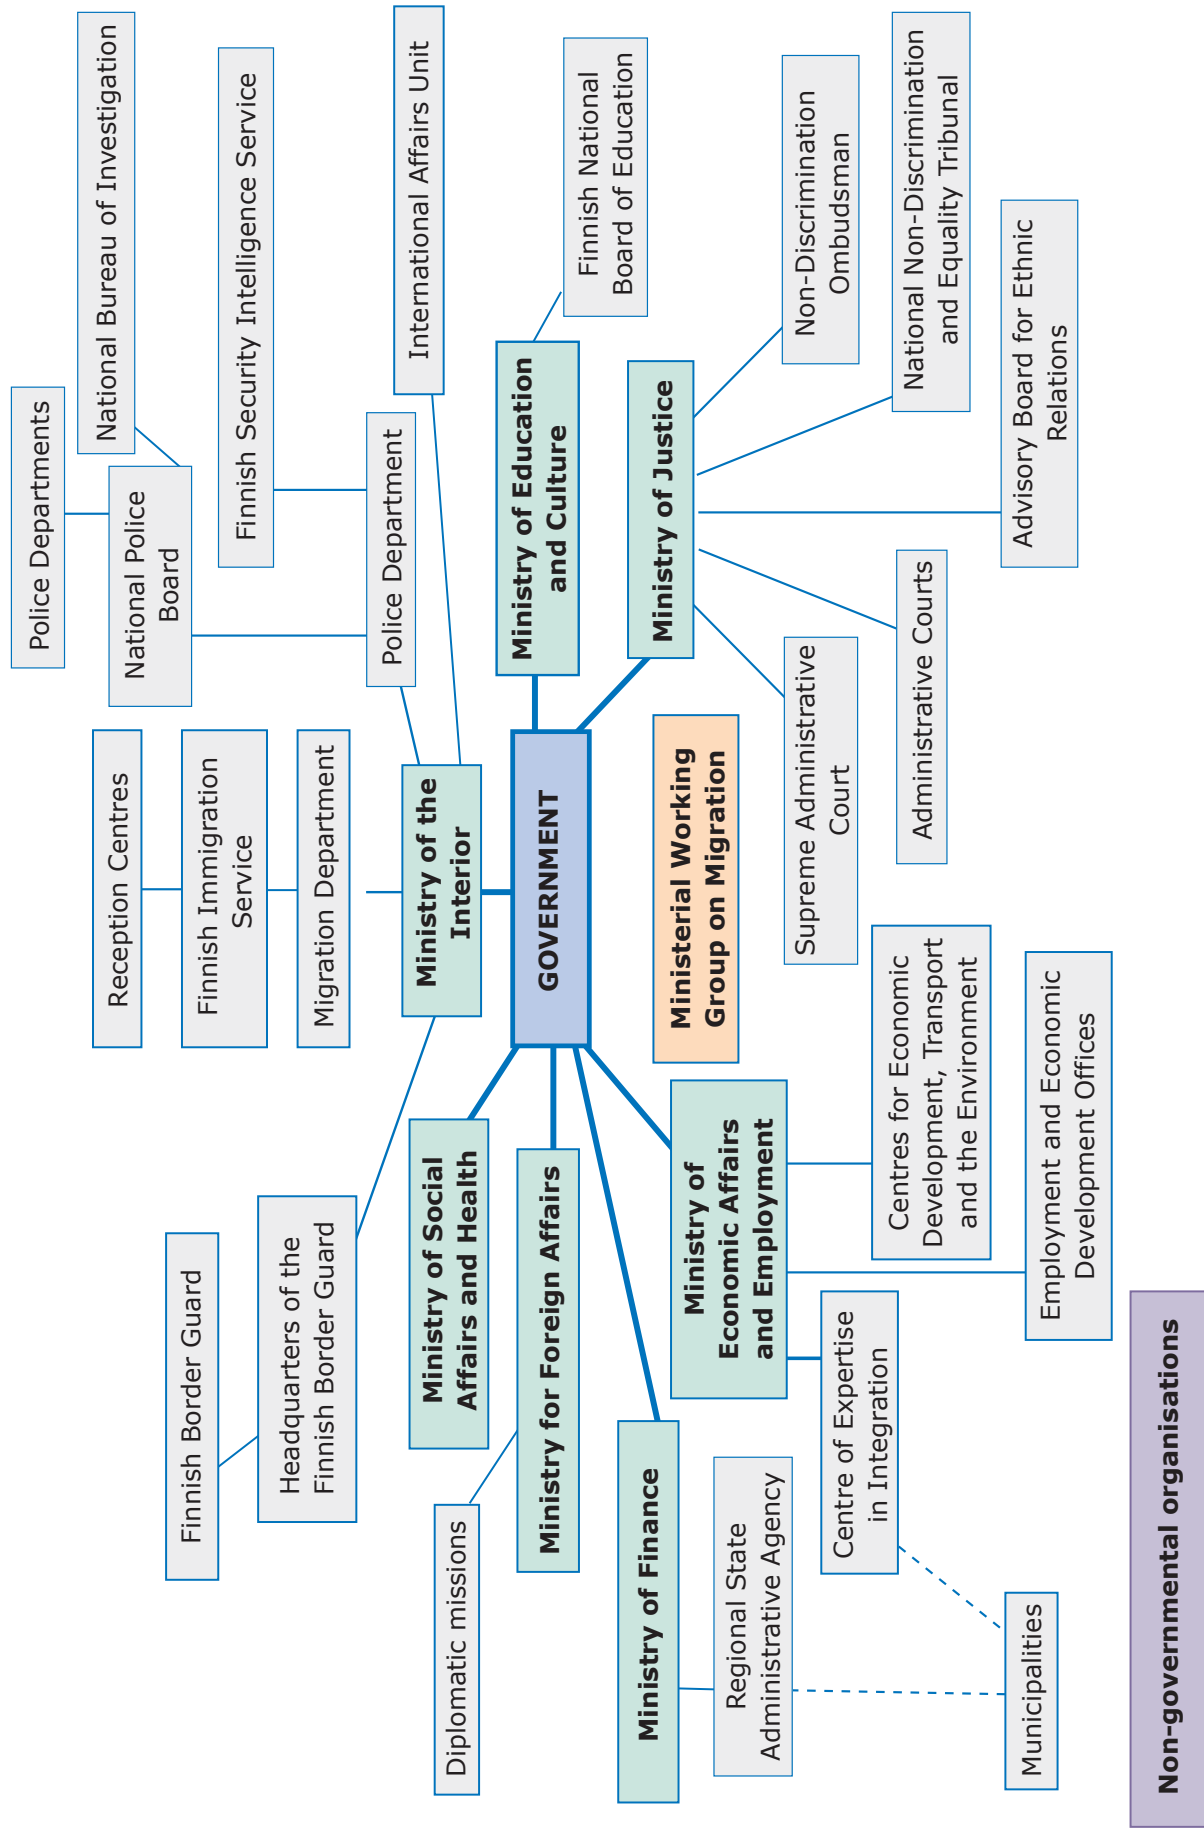 Police Departments
National Bureau of Investigation
National Police
Board
Finnish Security Intelligence Service
Police Department
International Affairs Unit
Reception Centres
Finnish Immigration
Service
Migration Department
Finnish Border Guard
Headquarters of the
Finnish Border Guard
Ministry of the
Interior
Ministry of Education
and Culture
Finnish National
Board of Education
Ministry of Social
Affairs and Health
Diplomatic missions
Ministry for Foreign Affairs
GOVERNMENT
Ministry of Justice
Ministry of Finance
Ministry of
Economic Affairs
and Employment
Ministerial Working
Group on Migration
Regional State
Administrative Agency
Centre of Expertise
in Integration
Centres for Economic
Development, Transport
and the Environment
Supreme Administrative
Court
Administrative Courts
Non-Discrimination
Ombudsman
National Non-Discrimination
and Equality Tribunal
Advisory Board for Ethnic
Relations
Municipalities
Employment and Economic
Development Offices
Non-governmental organisations